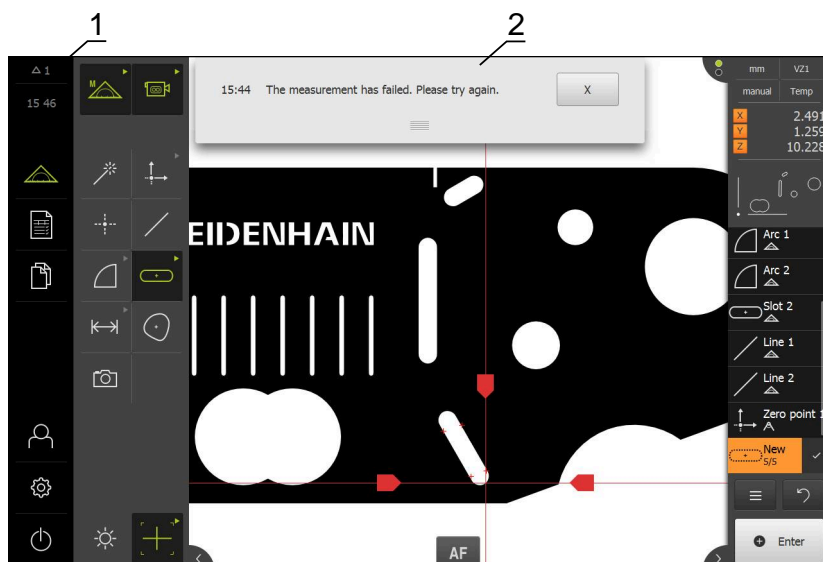 1
2
△ 1
15 46
M
15:44 The measurement has failed. Please try again.
X
mm VZ1
manual Temp
X 2.491
Y 1.259
Z 10.228
EIDENHAIN
Arc 1
Arc 2
Slot 2
Line 1
Line 2
Zero point 1
New
5/5
AF
Enter